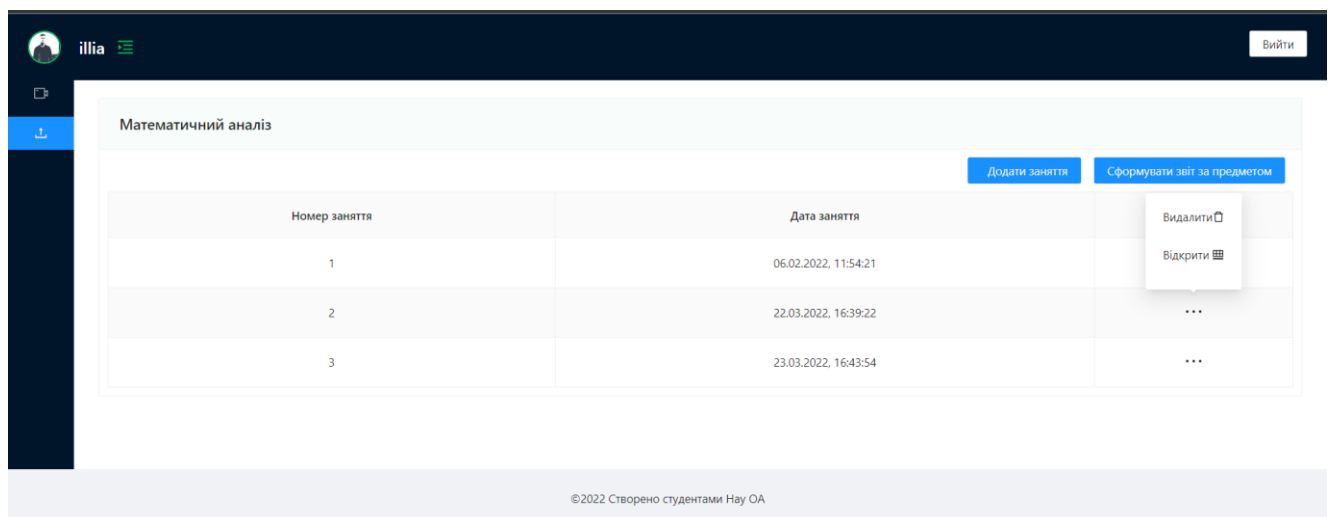 illia
Вийти
Математичний аналіз
Додати заняття Сформувати звіт за предметом
Номер заняття Дата заняття
Видалити
Відкрити
1 06.02.2022, 11:54:21
2 22.03.2022, 16:39:22 ...
3 23.03.2022, 16:43:54 ...
©2022 Створено студентами Нау ОА